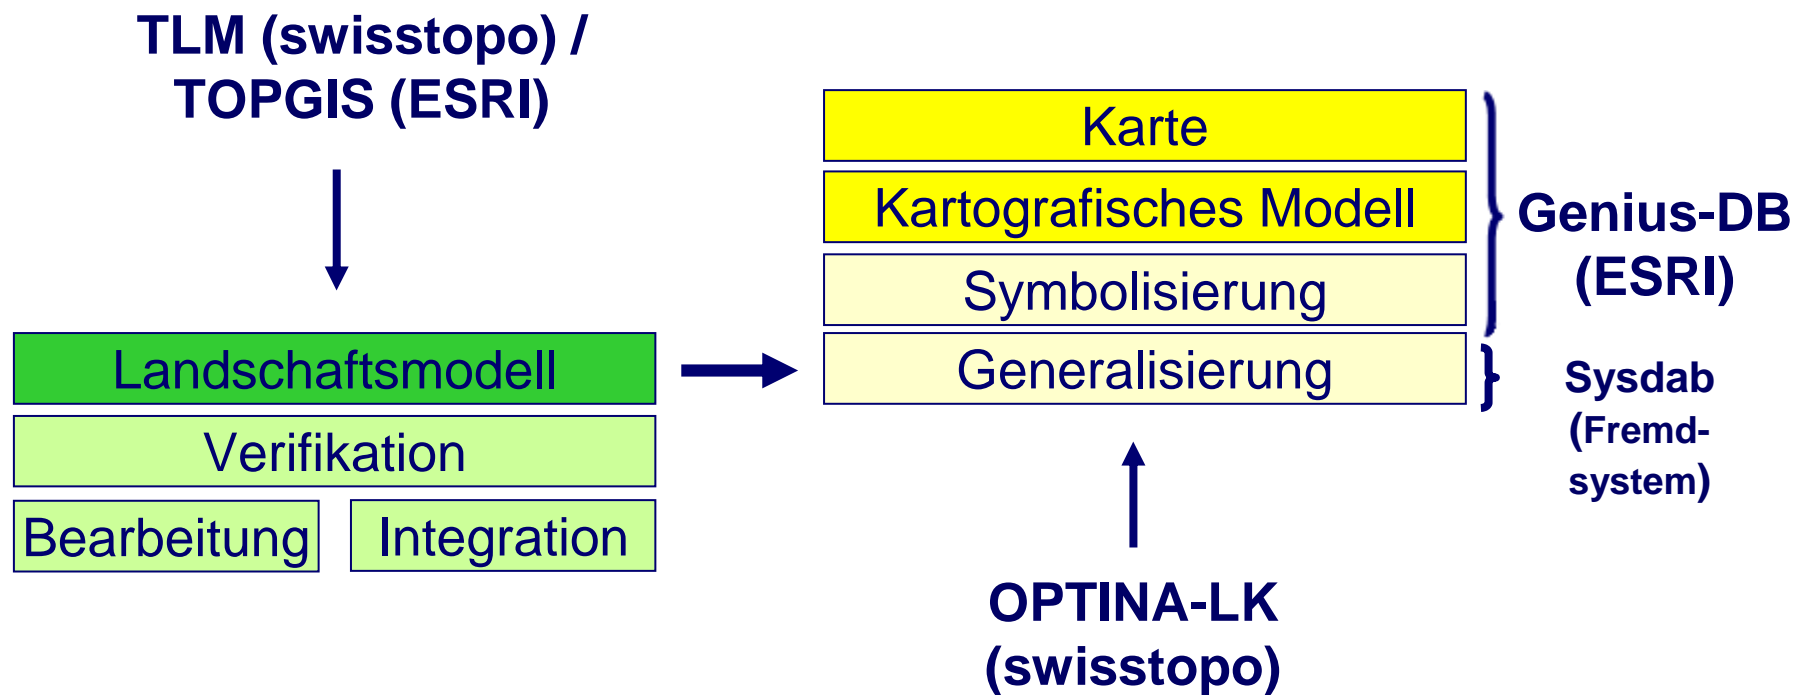 TLM (swisstopo) /
TOPGIS (ESRI)
Landschaftsmodell
Verifikation
Bearbeitung
Integration
Karte
Kartografisches Modell
Symbolisierung
Generalisierung
Genius-DB
(ESRI)
Sysdab
(Fremd-
system)
OPTINA-LK
(swisstopo)